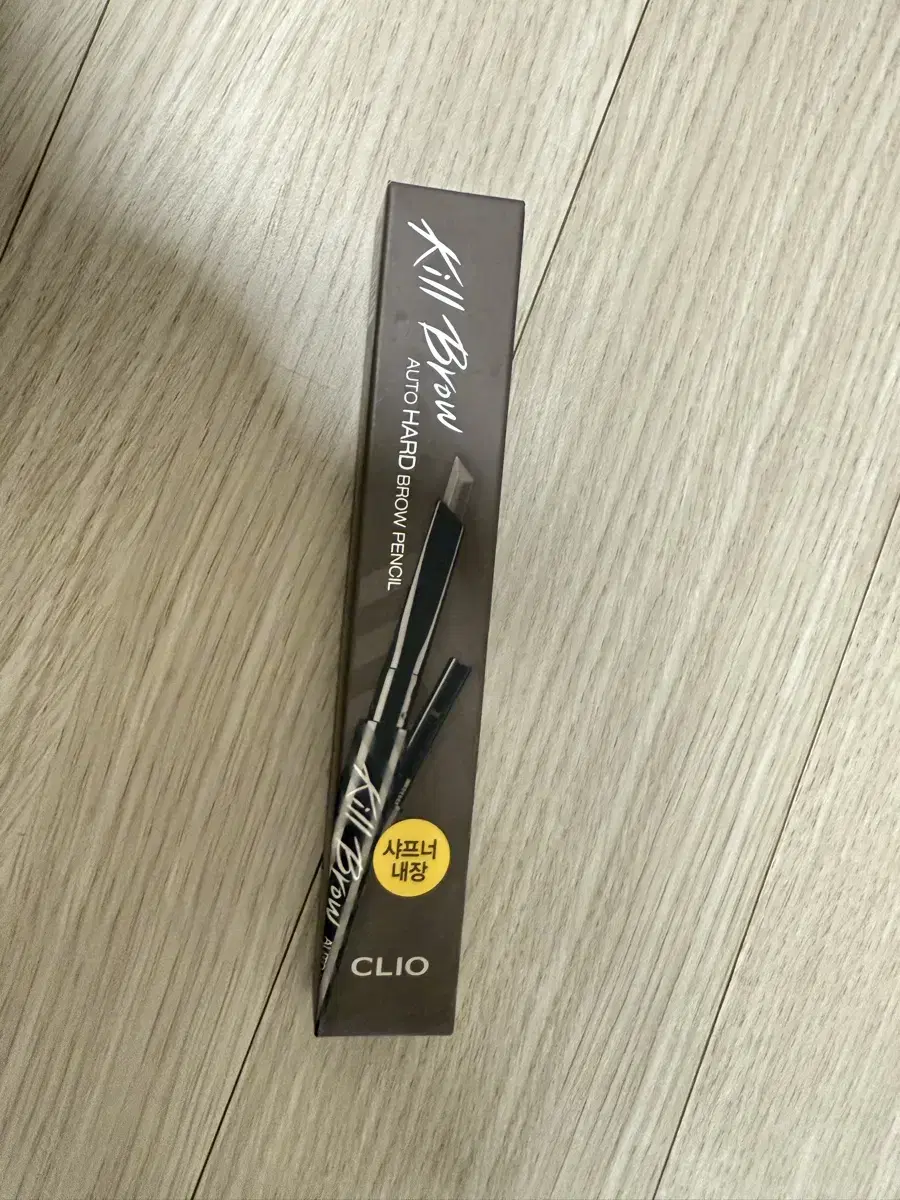 Kill Brow
AUTO HARD BROW PENCIL
Kill Brow
샤프너
내장
CLIO